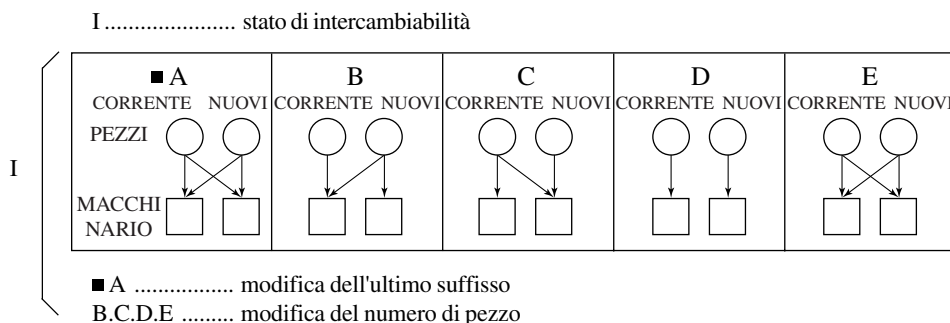 I ..................... stato di intercambiabilità
■ A B C D E
CORRENTE NUOVI CORRENTE NUOVI CORRENTE NUOVI CORRENTE NUOVI CORRENTE NUOVI
PEZZI
I
MACCHI
NARIO
■ A ................. modifica dell'ultimo suffisso
B.C.D.E ......... modifica del numero di pezzo